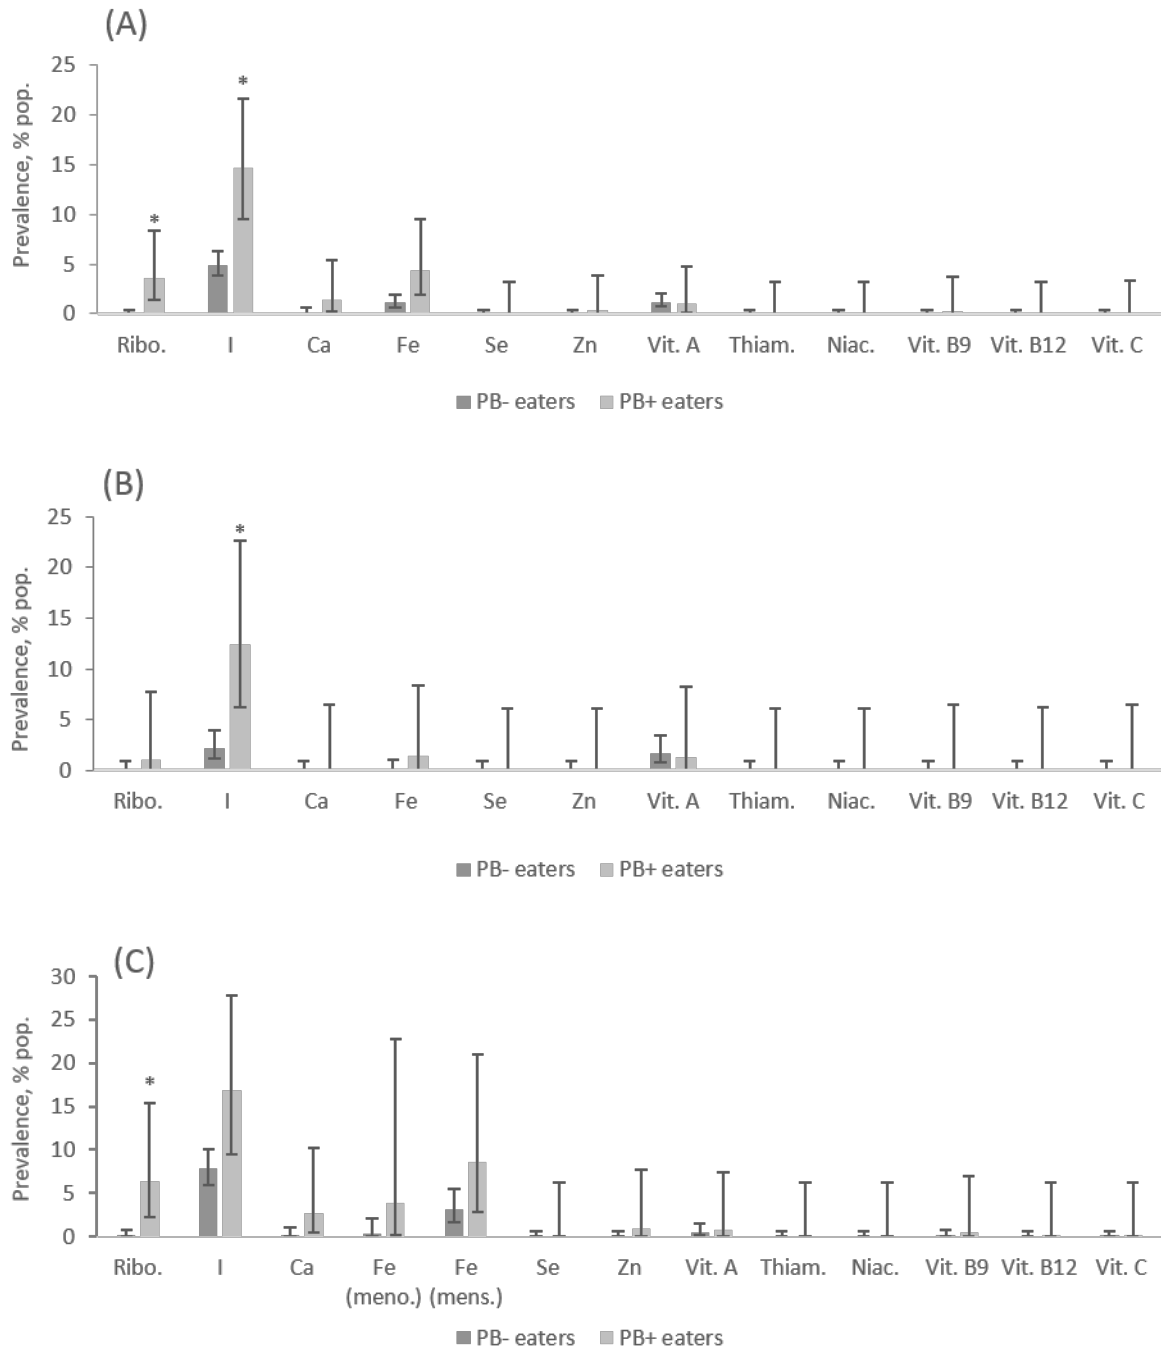 (A)
Prevalence, % pop.
25
20
15
10
5
0
*
*
Ribo. I Ca Fe Se Zn Vit. A Thiam. Niac. Vit. B9 Vit. B12 Vit. C
PB- eaters PB+ eaters
(B)
Prevalence, % pop.
25
20
15
10
5
0
*
Ribo. I Ca Fe Se Zn Vit. A Thiam. Niac. Vit. B9 Vit. B12 Vit. C
PB- eaters PB+ eaters
(C)
Prevalence, % pop.
30
25
20
15
10
5
0
*
Ribo. I Ca Fe Fe Se Zn Vit. A Thiam. Niac. Vit. B9 Vit. B12 Vit. C
(meno.) (mens.)
PB- eaters PB+ eaters